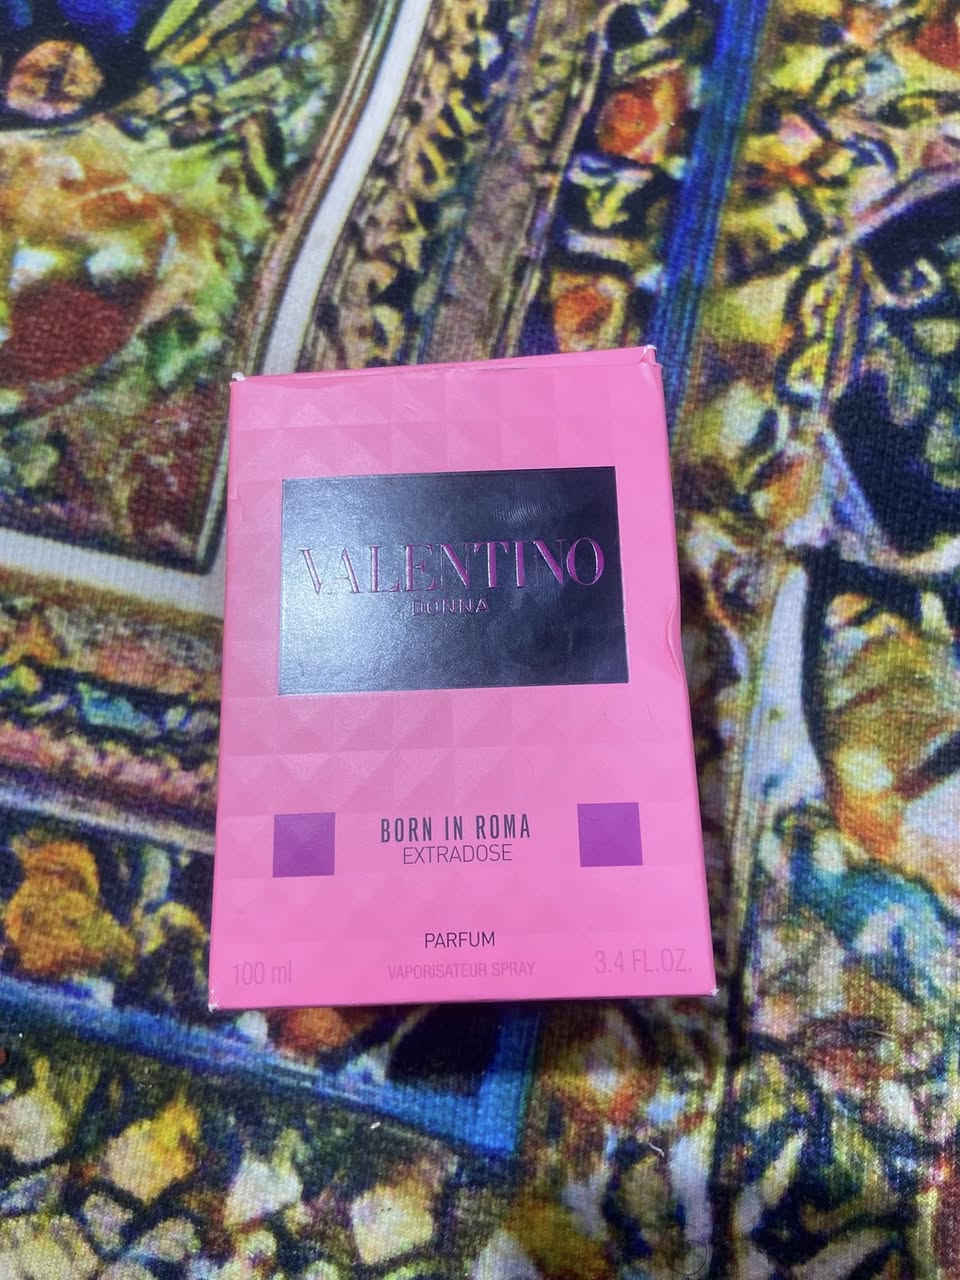 VALENTINO
DONNA
BORN IN ROMA
EXTRADOSE
PARFUM
100 ml VAPORISATEUR SPRAY 3.4 FL.OZ.